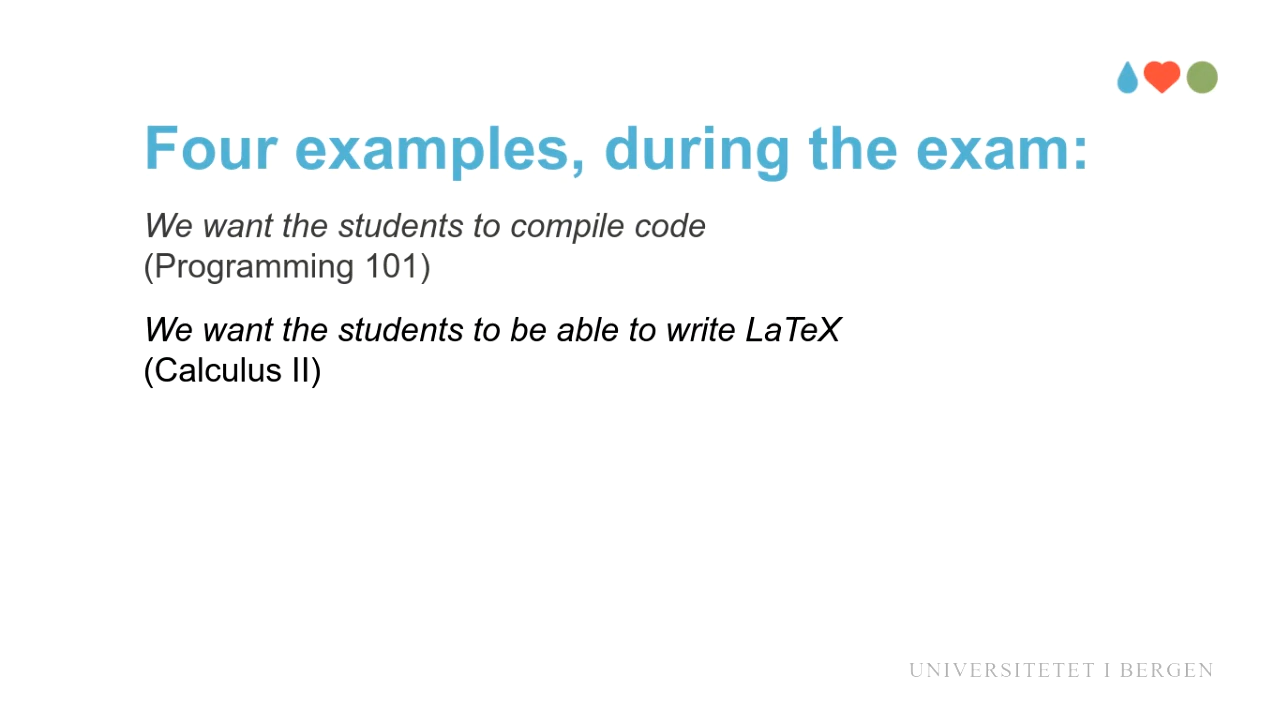 Four examples, during the exam:
We want the students to compile code
(Programming 101)
We want the students to be able to write LaTeX
(Calculus II)
UNIVERSITETET I BERGEN